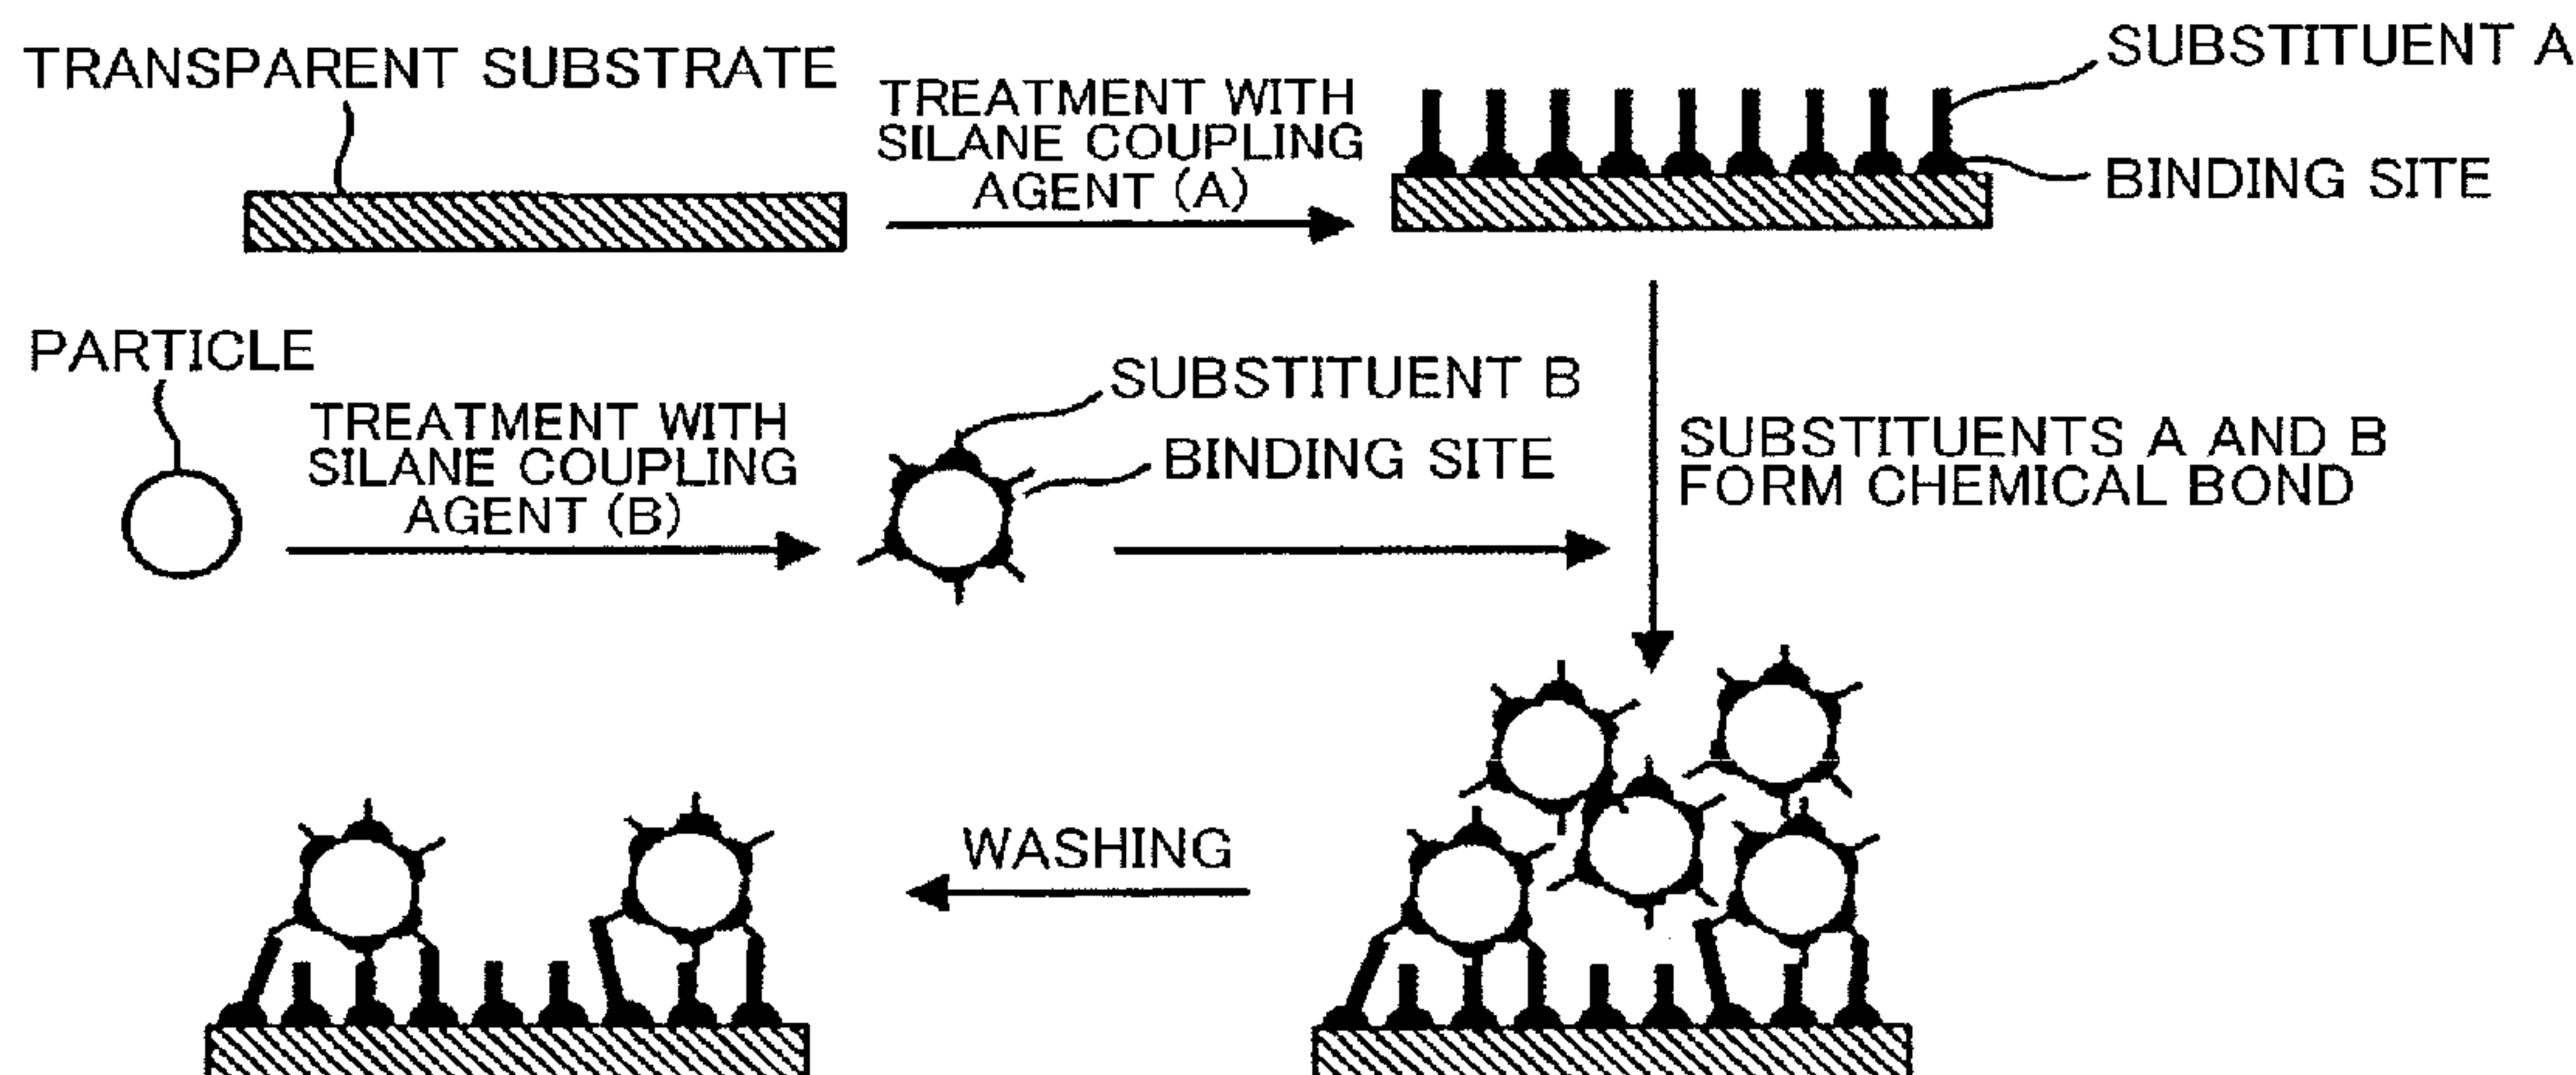 TRANSPARENT SUBSTRATE
TREATMENT WITH
SILANE COUPLING
AGENT (A)
SUBSTITUENT A
BINDING SITE
PARTICLE
TREATMENT WITH
SILANE COUPLING
AGENT (B)
SUBSTITUENT B
BINDING SITE
SUBSTITUENTS A AND B
FORM CHEMICAL BOND
WASHING